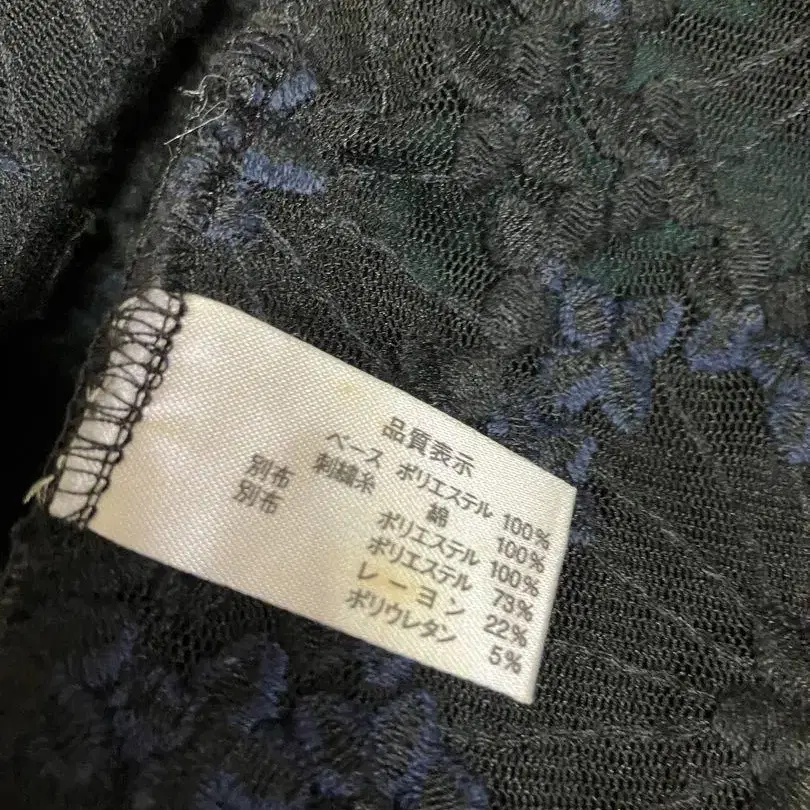 品質表示
ベース ポリエステル 100%
刺繍糸 綿 100%
別布 ポリエステル 100%
別布 ポリエステル 73%
レーヨン 22%
ポリウレタン 5%